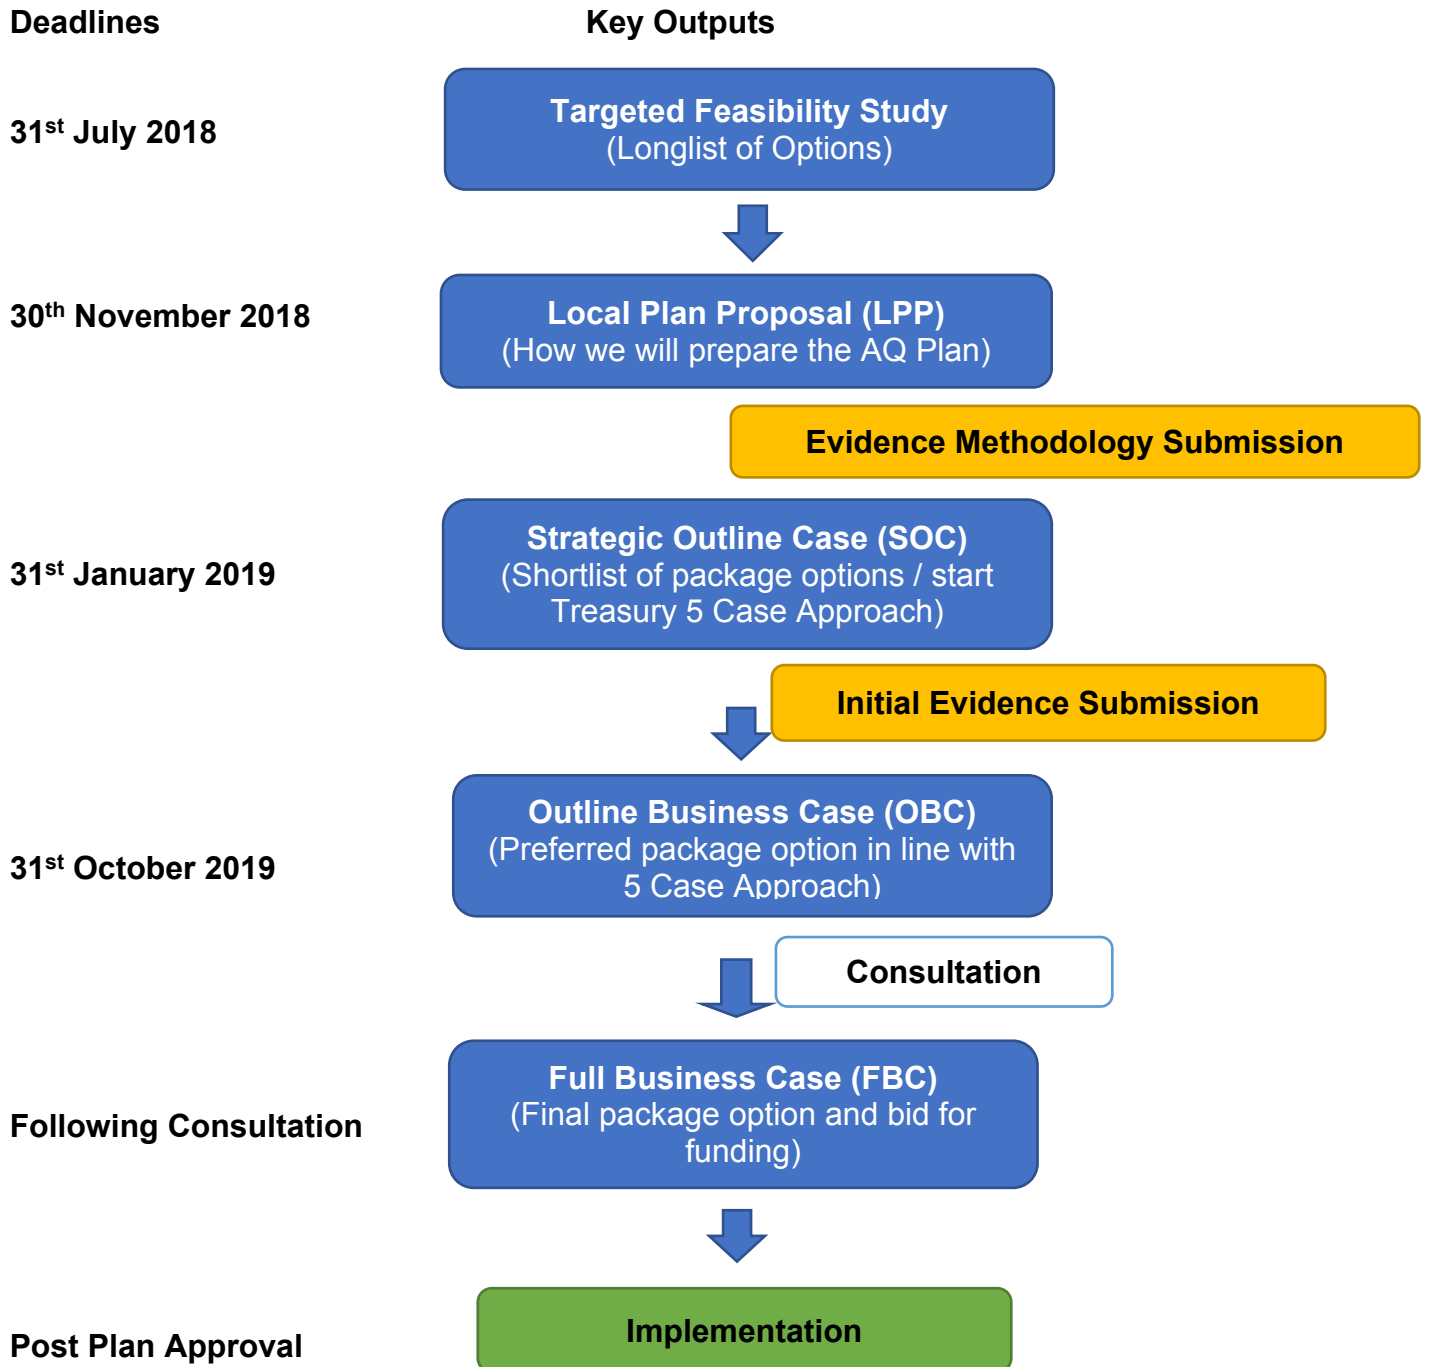 Deadlines Key Outputs
Targeted Feasibility Study
31st July 2018
(Longlist of Options)
30th November 2018
Local Plan Proposal (LPP)
(How we will prepare the AQ Plan)
Evidence Methodology Submission
Strategic Outline Case (SOC)
31st January 2019
(Shortlist of package options / start
Treasury 5 Case Approach)
Initial Evidence Submission
Outline Business Case (OBC)
(Preferred package option in line with
31st October 2019
5 Case Approach)
Consultation
Full Business Case (FBC)
Following Consultation
(Final package option and bid for
funding)
Implementation
Post Plan Approval